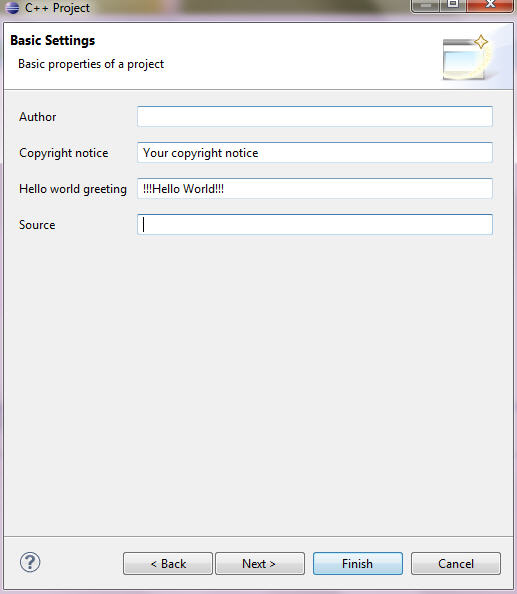 C++ Project
Basic Settings
Basic properties of a project
Author
Copyright notice Your copyright notice
Hello world greeting !!!Hello World!!!
Source
? < Back Next > Finish Cancel